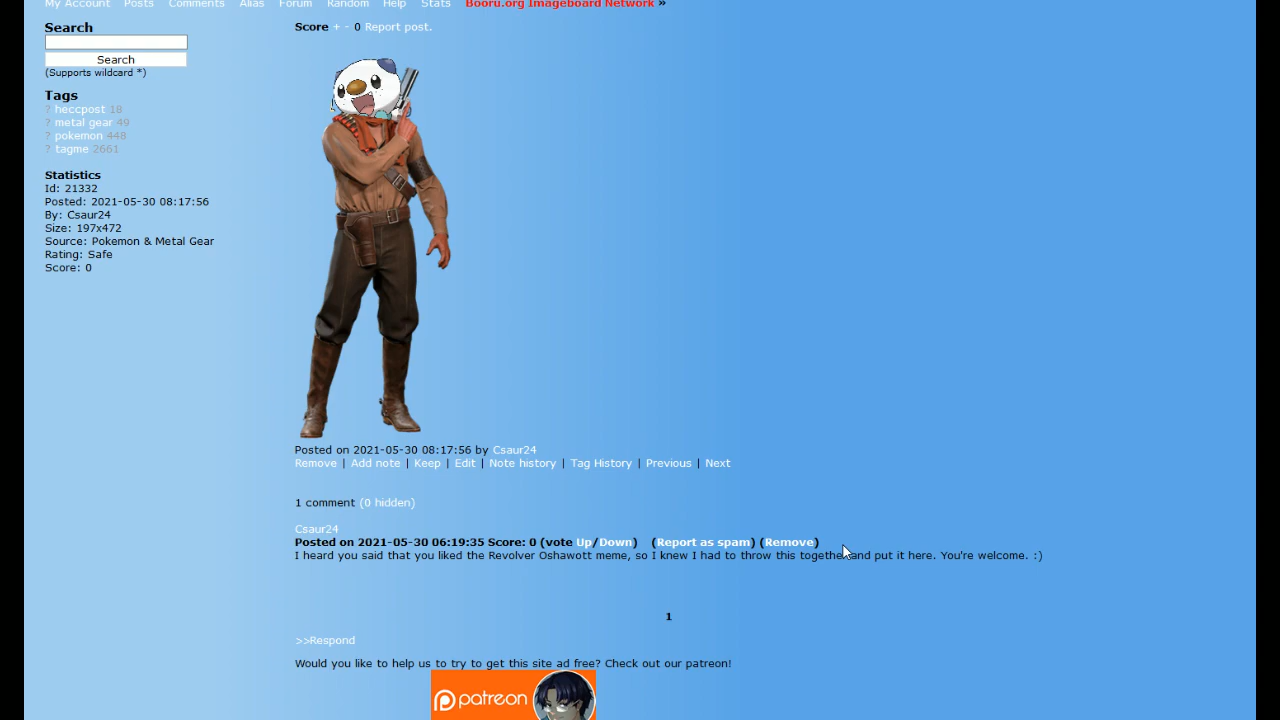 My Account Posts Comments Alias Forum Random Help Stats Booru.org Imageboard Network »
Search
Search
(Supports wildcard *)
Tags
? heccpost 18
? metal gear 49
? pokemon 448
? tagme 2661
Statistics
Id: 21332
Posted: 2021-05-30 08:17:56
By: Csaur24
Size: 197x472
Source: Pokemon & Metal Gear
Rating: Safe
Score: 0
Score + - 0 Report post.
Posted on 2021-05-30 08:17:56 by Csaur24
Remove | Add note | Keep | Edit | Note history | Tag History | Previous | Next
1 comment (0 hidden)
Csaur24
Posted on 2021-05-30 06:19:35 Score: 0 (vote Up/Down) (Report as spam) (Remove)
I heard you said that you liked the Revolver Oshawott meme, so I knew I had to throw this together and put it here. You're welcome. :)
1
>>Respond
Would you like to help us to try to get this site ad free? Check out our patreon!
patreon